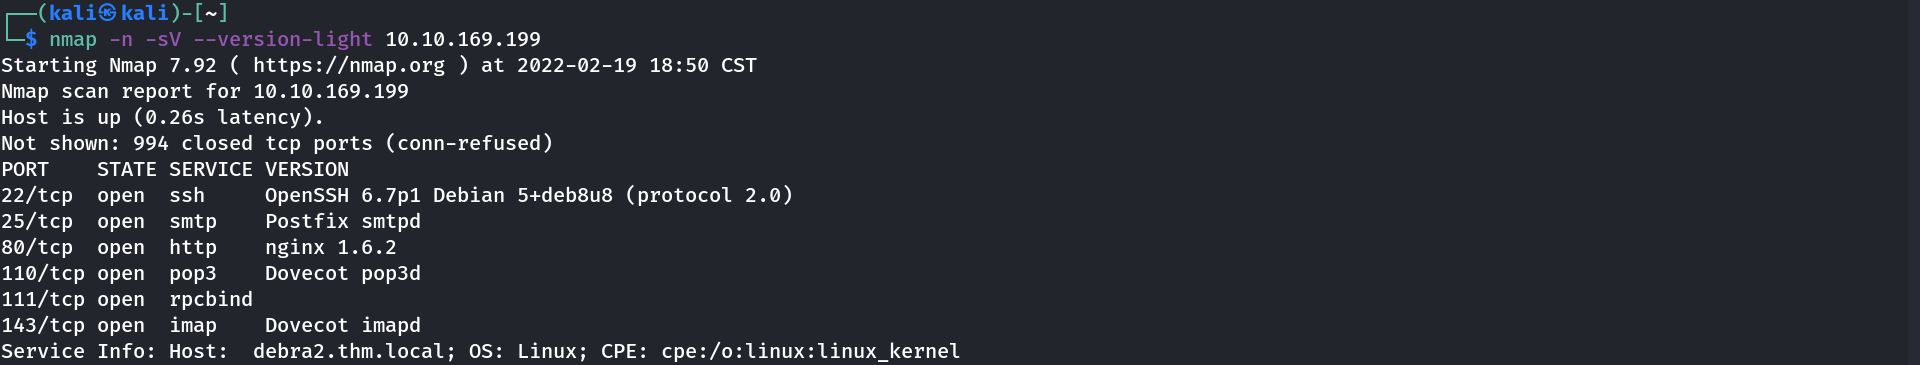 ┌──(kali㉿kali)-[~]
└─$ nmap -n -sV --version-light 10.10.169.199
Starting Nmap 7.92 ( https://nmap.org ) at 2022-02-19 18:50 CST
Nmap scan report for 10.10.169.199
Host is up (0.26s latency).
Not shown: 994 closed tcp ports (conn-refused)
PORT    STATE SERVICE VERSION
22/tcp  open  ssh     OpenSSH 6.7p1 Debian 5+deb8u8 (protocol 2.0)
25/tcp  open  smtp    Postfix smtpd
80/tcp  open  http    nginx 1.6.2
110/tcp open  pop3    Dovecot pop3d
111/tcp open  rpcbind
143/tcp open  imap    Dovecot imapd
Service Info: Host:  debra2.thm.local; OS: Linux; CPE: cpe:/o:linux:linux_kernel